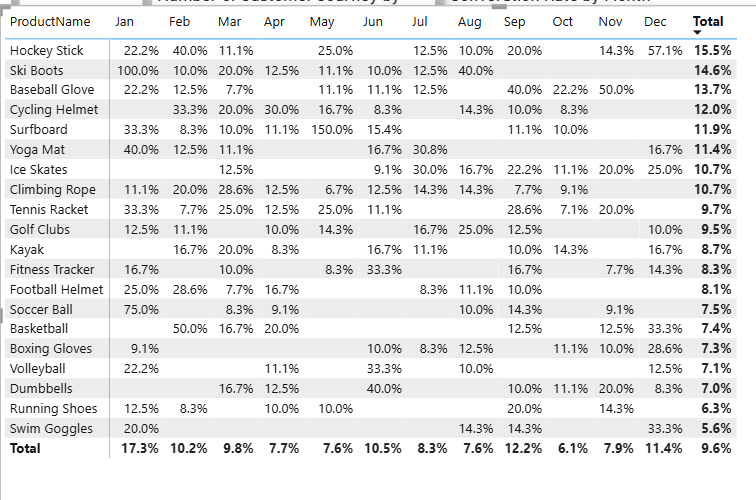 ProductName Jan Feb Mar Apr May Jun Jul Aug Sep Oct Nov Dec Total
Hockey Stick 22.2% 40.0% 11.1% 25.0% 12.5% 10.0% 20.0% 14.3% 57.1% 15.5%
Ski Boots 100.0% 10.0% 20.0% 12.5% 11.1% 10.0% 12.5% 40.0% 14.6%
Baseball Glove 22.2% 12.5% 7.7% 11.1% 11.1% 12.5% 40.0% 22.2% 50.0% 13.7%
Cycling Helmet 33.3% 20.0% 30.0% 16.7% 8.3% 14.3% 10.0% 8.3% 12.0%
Surfboard 33.3% 8.3% 10.0% 11.1% 150.0% 15.4% 11.1% 10.0% 11.9%
Yoga Mat 40.0% 12.5% 11.1% 16.7% 30.8% 16.7% 11.4%
Ice Skates 12.5% 9.1% 30.0% 16.7% 22.2% 11.1% 20.0% 25.0% 10.7%
Climbing Rope 11.1% 20.0% 28.6% 12.5% 6.7% 12.5% 14.3% 14.3% 7.7% 9.1% 10.7%
Tennis Racket 33.3% 7.7% 25.0% 12.5% 25.0% 11.1% 28.6% 7.1% 20.0% 9.7%
Golf Clubs 12.5% 11.1% 10.0% 14.3% 16.7% 25.0% 12.5% 10.0% 9.5%
Kayak 16.7% 20.0% 8.3% 16.7% 11.1% 10.0% 14.3% 16.7% 8.7%
Fitness Tracker 16.7% 10.0% 8.3% 33.3% 16.7% 7.7% 14.3% 8.3%
Football Helmet 25.0% 28.6% 7.7% 16.7% 8.3% 11.1% 10.0% 8.1%
Soccer Ball 75.0% 8.3% 9.1% 10.0% 14.3% 9.1% 7.5%
Basketball 50.0% 16.7% 20.0% 12.5% 12.5% 33.3% 7.4%
Boxing Gloves 9.1% 10.0% 8.3% 12.5% 11.1% 10.0% 28.6% 7.3%
Volleyball 22.2% 11.1% 33.3% 10.0% 12.5% 7.1%
Dumbbells 16.7% 12.5% 40.0% 10.0% 11.1% 20.0% 8.3% 7.0%
Running Shoes 12.5% 8.3% 10.0% 10.0% 20.0% 14.3% 6.3%
Swim Goggles 20.0% 14.3% 14.3% 33.3% 5.6%
Total 17.3% 10.2% 9.8% 7.7% 7.6% 10.5% 8.3% 7.6% 12.2% 6.1% 7.9% 11.4% 9.6%